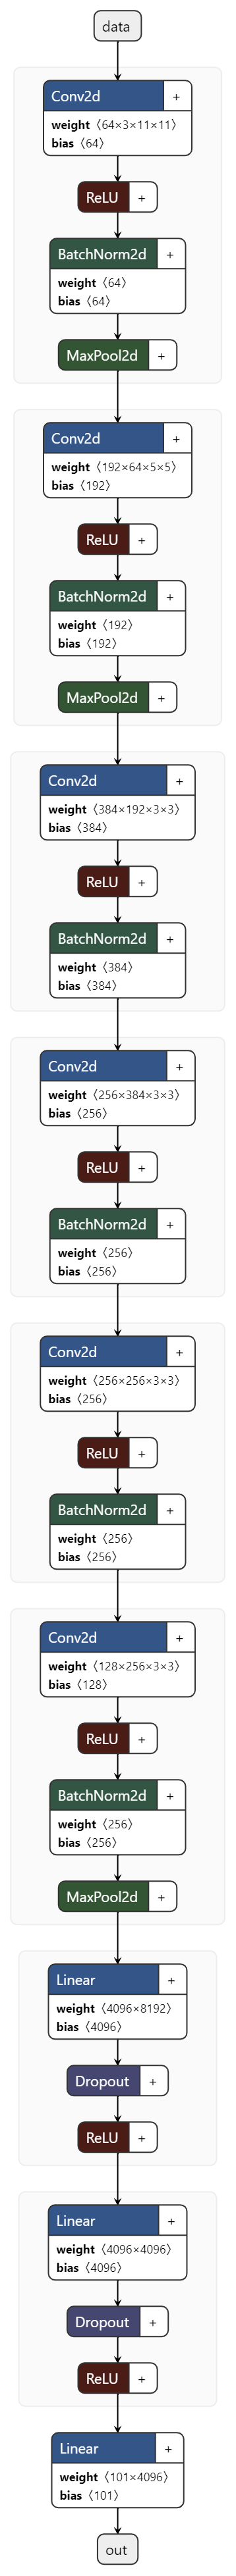 data
Conv2d +
weight 〈64×3×11×11〉
bias 〈64〉
ReLU +
BatchNorm2d +
weight 〈64〉
bias 〈64〉
MaxPool2d +
Conv2d +
weight 〈192×64×5×5〉
bias 〈192〉
ReLU +
BatchNorm2d +
weight 〈192〉
bias 〈192〉
MaxPool2d +
Conv2d +
weight 〈384×192×3×3〉
bias 〈384〉
ReLU +
BatchNorm2d +
weight 〈384〉
bias 〈384〉
Conv2d +
weight 〈256×384×3×3〉
bias 〈256〉
ReLU +
BatchNorm2d +
weight 〈256〉
bias 〈256〉
Conv2d +
weight 〈256×256×3×3〉
bias 〈256〉
ReLU +
BatchNorm2d +
weight 〈256〉
bias 〈256〉
Conv2d +
weight 〈128×256×3×3〉
bias 〈128〉
ReLU +
BatchNorm2d +
weight 〈256〉
bias 〈256〉
MaxPool2d +
Linear +
weight 〈4096×8192〉
bias 〈4096〉
Dropout +
ReLU +
Linear +
weight 〈4096×4096〉
bias 〈4096〉
Dropout +
ReLU +
Linear +
weight 〈101×4096〉
bias 〈101〉
out